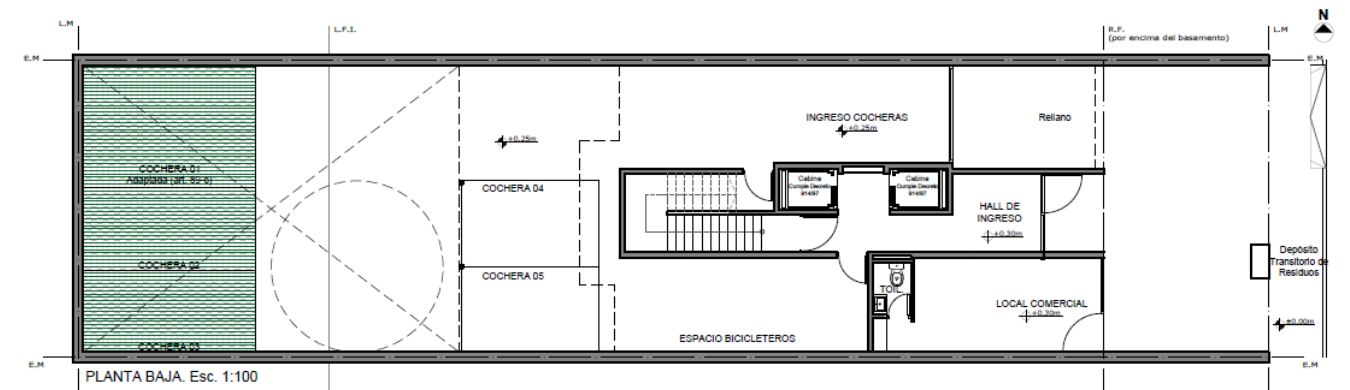 L.M
L.F.I.
R.F.
(por encima del basamento)
L.M
N
E.M
E.M
INGRESO COCHERAS
+0.25m
Rellano
+0.25m
COCHERA 01
Adaptada (art. 89-6)
COCHERA 04
Cabina
Cumple Decreto
914/97
Cabina
Cumple Decreto
914/97
HALL DE
INGRESO
+0.30m
Depósito
Transitorio de
Residuos
COCHERA 02
COCHERA 05
TOIL.
LOCAL COMERCIAL
+0.30m
±0.00m
ESPACIO BICICLETEROS
COCHERA 03
E.M
E.M
PLANTA BAJA. Esc. 1:100